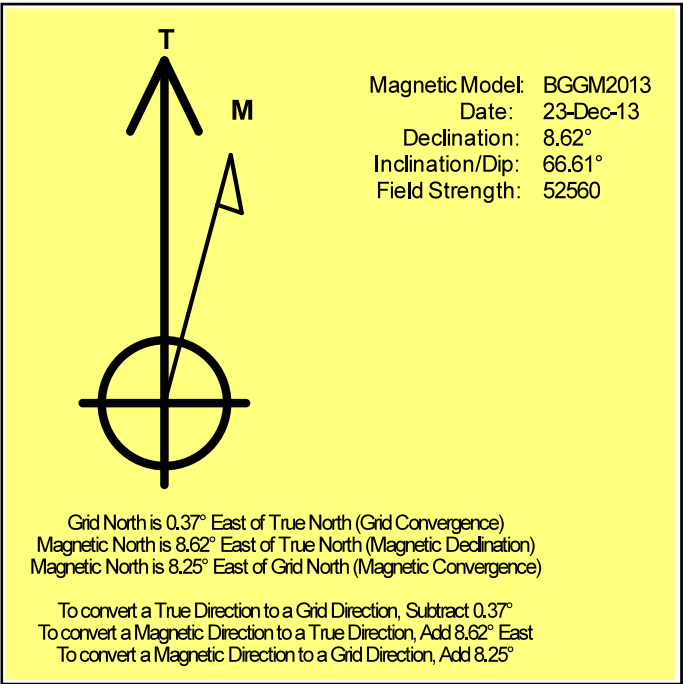 T
M
Magnetic Model: BGGM2013
Date: 23-Dec-13
Declination: 8.62°
Inclination/Dip: 66.61°
Field Strength: 52560
Grid North is 0.37° East of True North (Grid Convergence)
Magnetic North is 8.62° East of True North (Magnetic Declination)
Magnetic North is 8.25° East of Grid North (Magnetic Convergence)
To convert a True Direction to a Grid Direction, Subtract 0.37°
To convert a Magnetic Direction to a True Direction, Add 8.62° East
To convert a Magnetic Direction to a Grid Direction, Add 8.25°